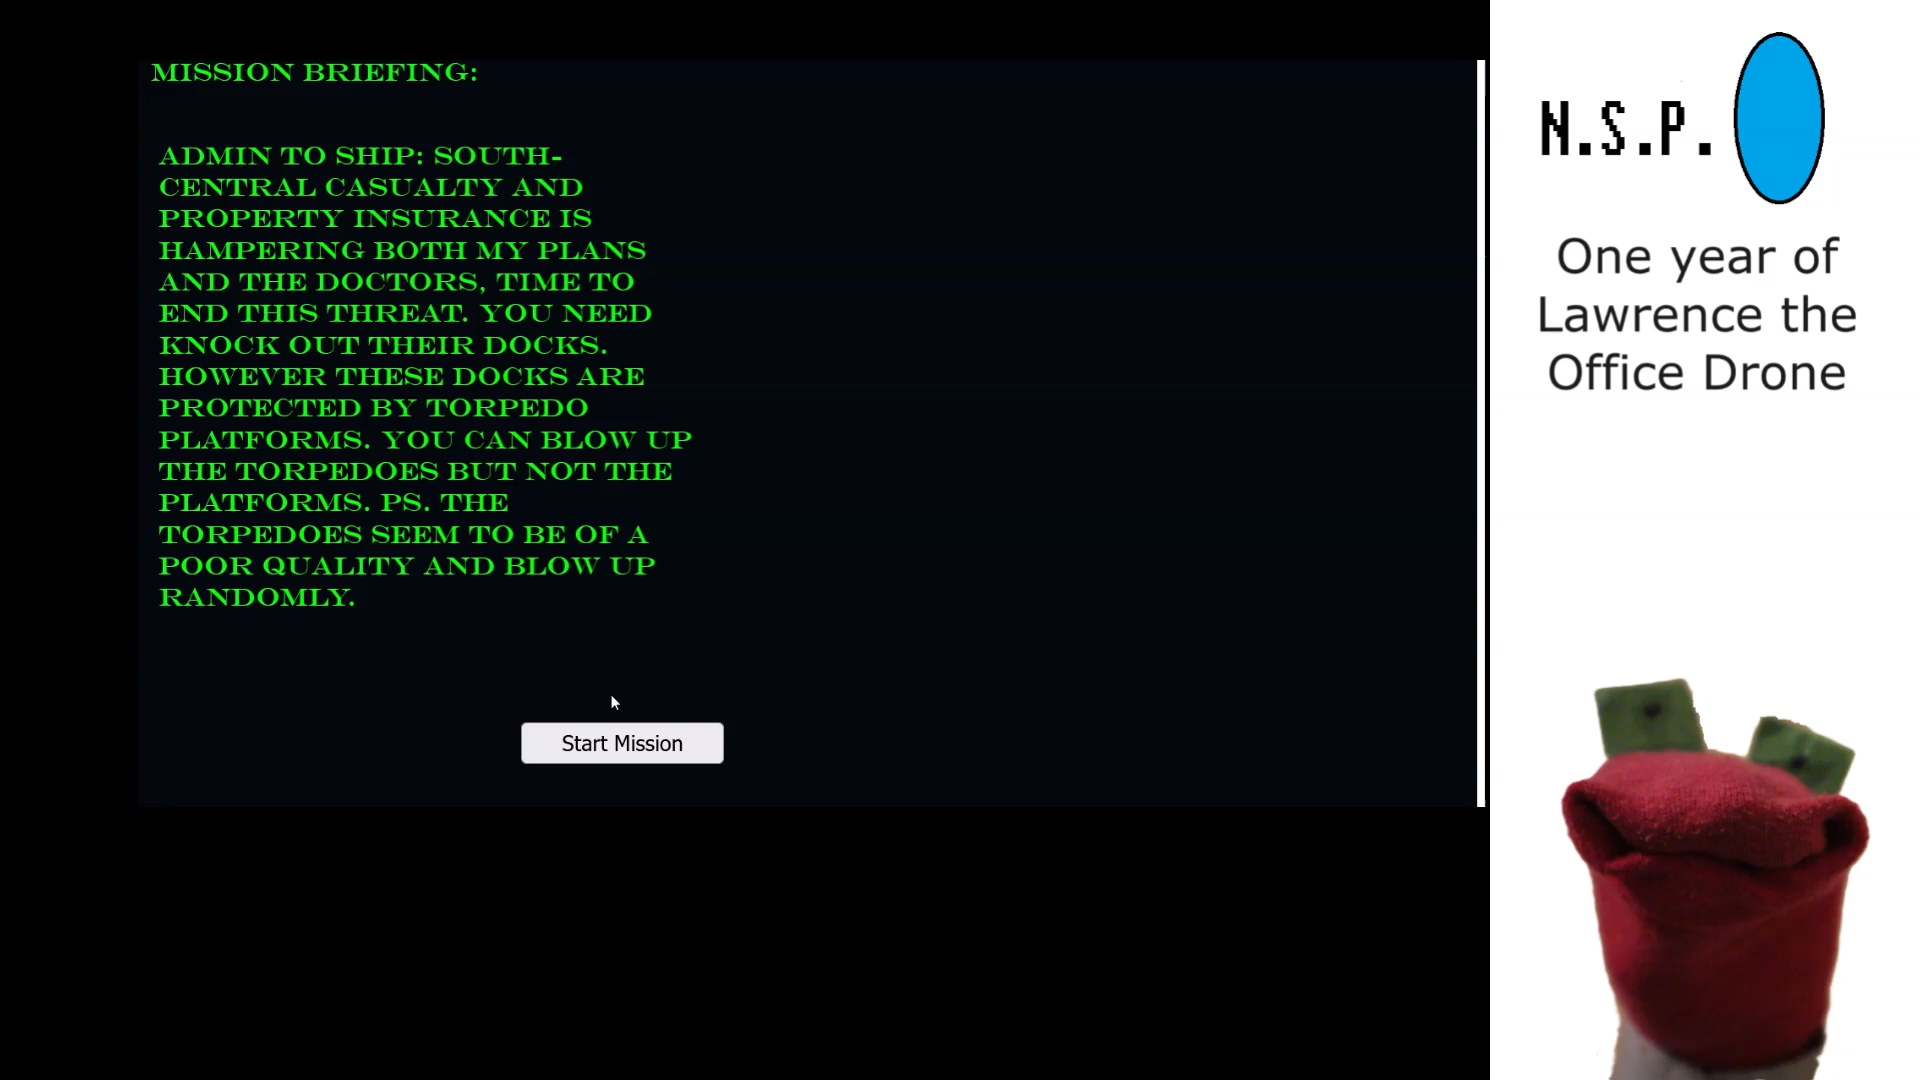 MISSION BRIEFING:
ADMIN TO SHIP: SOUTH-
CENTRAL CASUALTY AND
PROPERTY INSURANCE IS
HAMPERING BOTH MY PLANS
AND THE DOCTORS, TIME TO
END THIS THREAT. YOU NEED
KNOCK OUT THEIR DOCKS.
HOWEVER THESE DOCKS ARE
PROTECTED BY TORPEDO
PLATFORMS. YOU CAN BLOW UP
THE TORPEDOES BUT NOT THE
PLATFORMS. PS. THE
TORPEDOES SEEM TO BE OF A
POOR QUALITY AND BLOW UP
RANDOMLY.
Start Mission
N.S.P.
One year of
Lawrence the
Office Drone